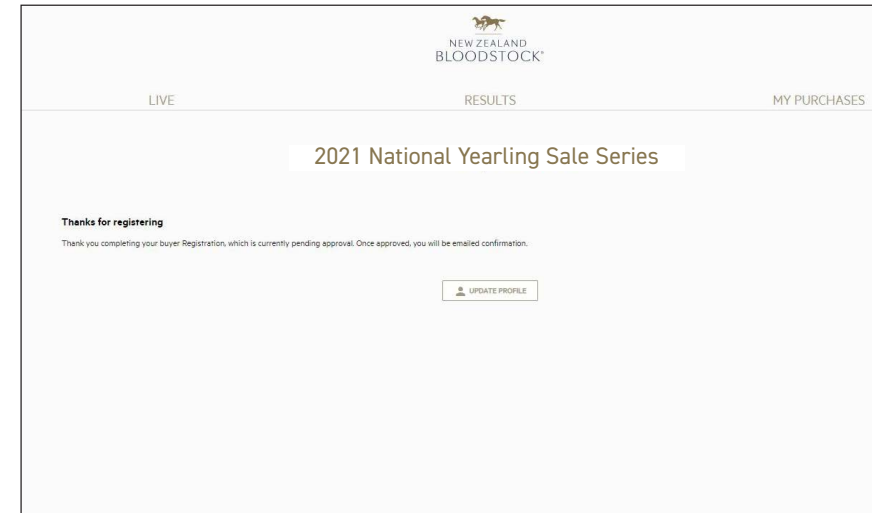 NEW ZEALAND
BLOODSTOCK®
LIVE RESULTS MY PURCHASES
2021 National Yearling Sale Series
Thanks for registering
Thank you completing your buyer Registration, which is currently pending approval. Once approved, you will be emailed confirmation.
UPDATE PROFILE